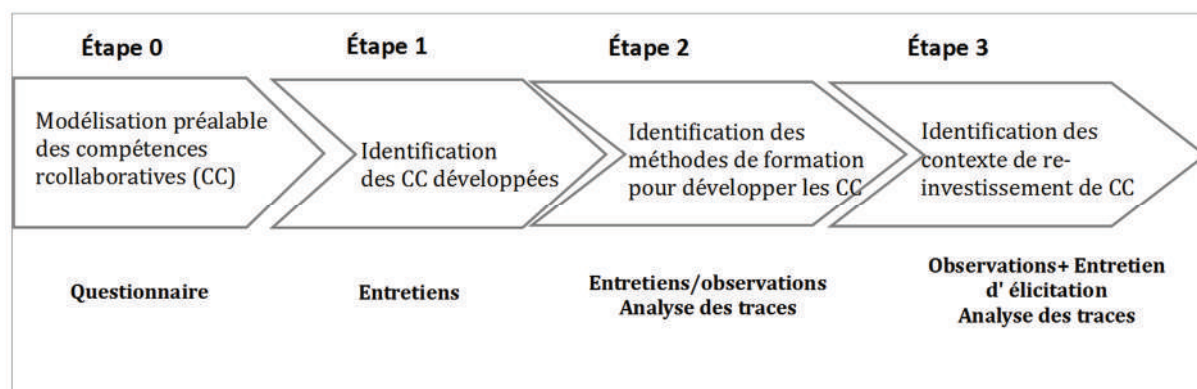 Étape 0
Étape 1
Étape 2
Étape 3
Modélisation préalable
des compétences
rcollaboratives (CC)
Identification
des CC développées
Identification des
méthodes de formation
pour développer les CC
Identification des
contexte de re-
investissement de CC
Questionnaire
Entretiens
Entretiens/observations
Analyse des traces
Observations+ Entretien
d' élicitation
Analyse des traces